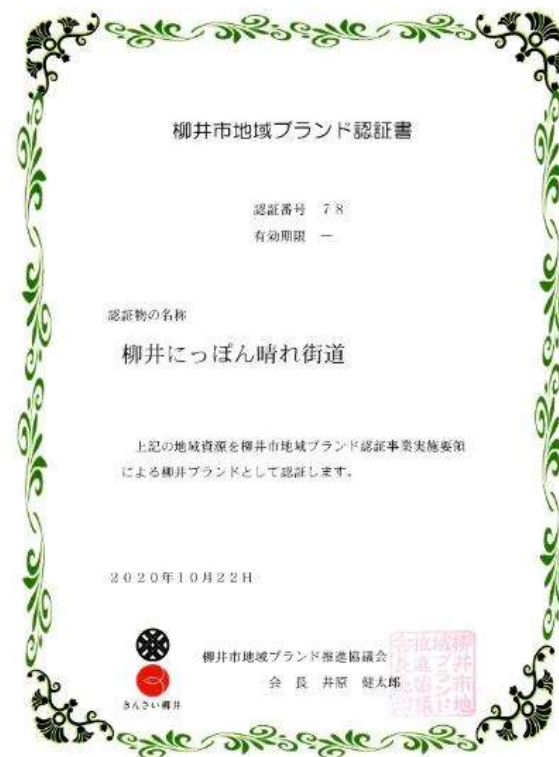 柳井市地域ブランド認証書
認証番号 78
有効期限 ー
認証物の名称
柳井にっぽん晴れ街道
上記の地域資源を柳井市地域ブランド認証事業実施要領
による柳井ブランドとして認証します。
2020年10月22日
柳井市地域ブランド推進協議会
会 長 井原 健太郎
きんさい柳井